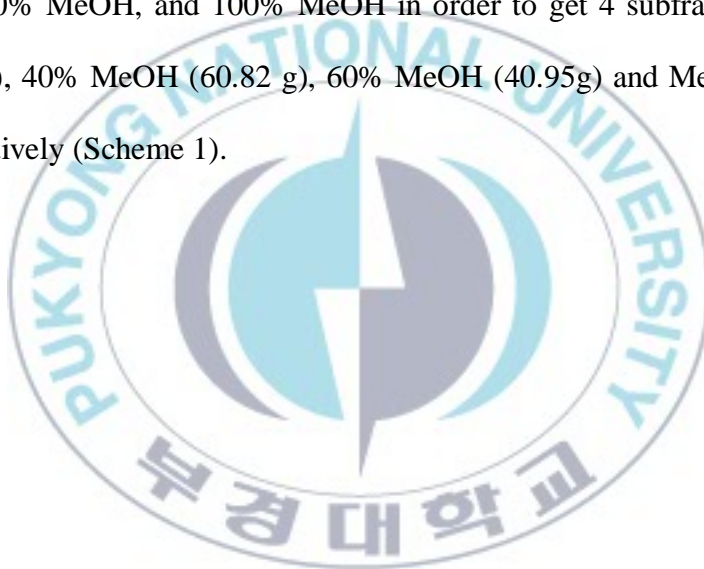 0% MeOH, and 100% MeOH in order to get 4 subfra
), 40% MeOH (60.82 g), 60% MeOH (40.95g) and Me
ively (Scheme 1).
PUKYONG NATIONAL UNIVERSITY
부경대학교